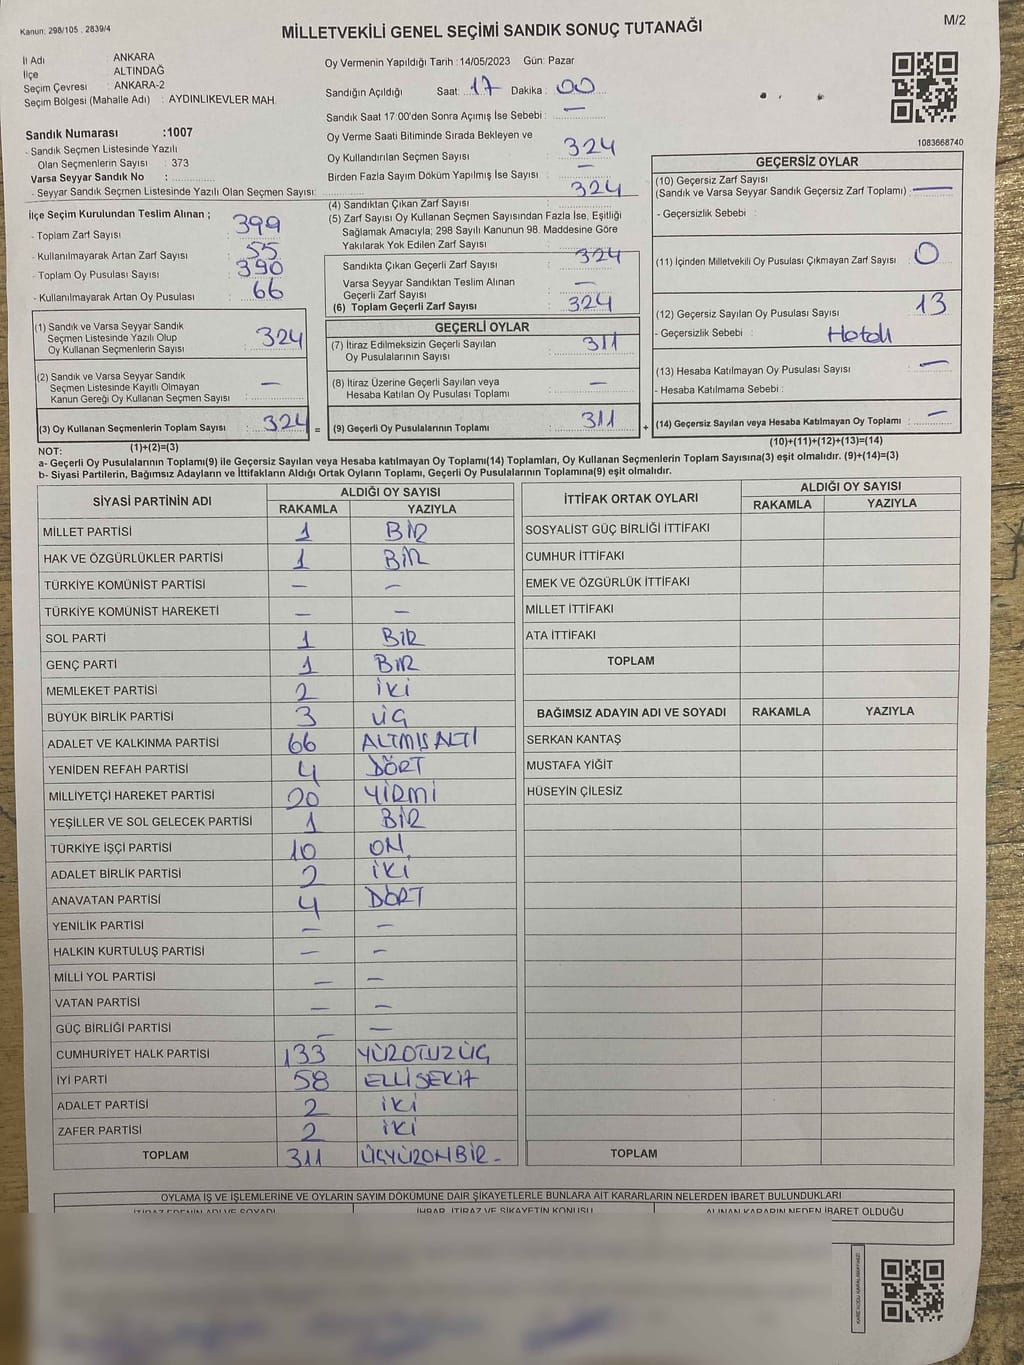 Kanun: 298/105 , 2839/4
MİLLETVEKİLİ GENEL SEÇİMİ SANDIK SONUÇ TUTANAĞI
M/2
İl Adı : ANKARA
İlçe : ALTINDAĞ
Seçim Çevresi : ANKARA-2
Seçim Bölgesi (Mahalle Adı) : AYDINLIKEVLER MAH.
Sandık Numarası :1007
- Sandık Seçmen Listesinde Yazılı
Olan Seçmenlerin Sayısı : 373
Varsa Seyyar Sandık No :
- Seyyar Sandık Seçmen Listesinde Yazılı Olan Seçmen Sayısı:
Oy Vermenin Yapıldığı Tarih :14/05/2023 Gün: Pazar
Sandığın Açıldığı Saat: 17 Dakika : 00
Sandık Saat 17:00'den Sonra Açımış İse Sebebi : —
Oy Verme Saati Bitiminde Sırada Bekleyen ve
Oy Kullandırılan Seçmen Sayısı : 324
Birden Fazla Sayım Döküm Yapılmış İse Sayısı : —
1083668740
İlçe Seçim Kurulundan Teslim Alınan ;
- Toplam Zarf Sayısı : 399
- Kullanılmayarak Artan Zarf Sayısı : 55
- Toplam Oy Pusulası Sayısı : 390
- Kullanılmayarak Artan Oy Pusulası : 66
(4) Sandıktan Çıkan Zarf Sayısı : 324
(5) Zarf Sayısı Oy Kullanan Seçmen Sayısından Fazla İse, Eşitliği
Sağlamak Amacıyla; 298 Sayılı Kanunun 98. Maddesine Göre
Yakılarak Yok Edilen Zarf Sayısı :
Sandıkta Çıkan Geçerli Zarf Sayısı : 324
Varsa Seyyar Sandıktan Teslim Alınan
Geçerli Zarf Sayısı : —
(6) Toplam Geçerli Zarf Sayısı : 324
GEÇERSİZ OYLAR
(10) Geçersiz Zarf Sayısı
(Sandık ve Varsa Seyyar Sandık Geçersiz Zarf Toplamı) : —
- Geçersizlik Sebebi :
(11) İçinden Milletvekili Oy Pusulası Çıkmayan Zarf Sayısı : 0
(12) Geçersiz Sayılan Oy Pusulası Sayısı : 13
- Geçersizlik Sebebi : Hatalı
(13) Hesaba Katılmayan Oy Pusulası Sayısı : —
- Hesaba Katılmama Sebebi :
(14) Geçersiz Sayılan veya Hesaba Katılmayan Oy Toplamı : —
(10)+(11)+(12)+(13)=(14)
(1) Sandık ve Varsa Seyyar Sandık
Seçmen Listesinde Yazılı Olup
Oy Kullanan Seçmenlerin Sayısı : 324
(2) Sandık ve Varsa Seyyar Sandık
Seçmen Listesinde Kayıtlı Olmayan
Kanun Gereği Oy Kullanan Seçmen Sayısı : —
(3) Oy Kullanan Seçmenlerin Toplam Sayısı : 324 =
(1)+(2)=(3)
GEÇERLİ OYLAR
(7) İtiraz Edilmeksizin Geçerli Sayılan
Oy Pusulalarının Sayısı : 311
(8) İtiraz Üzerine Geçerli Sayılan veya
Hesaba Katılan Oy Pusulası Toplamı : —
(9) Geçerli Oy Pusulalarının Toplamı : 311 +
NOT:
a- Geçerli Oy Pusulalarının Toplamı(9) ile Geçersiz Sayılan veya Hesaba katılmayan Oy Toplamı(14) Toplamları, Oy Kullanan Seçmenlerin Toplam Sayısına(3) eşit olmalıdır. (9)+(14)=(3)
b- Siyasi Partilerin, Bağımsız Adayların ve İttifakların Aldığı Ortak Oyların Toplamı, Geçerli Oy Pusulalarının Toplamına(9) eşit olmalıdır.
SİYASİ PARTİNİN ADI
ALDIĞI OY SAYISI
RAKAMLA YAZIYLA
MİLLET PARTİSİ 1 BİR
HAK VE ÖZGÜRLÜKLER PARTİSİ 1 BİR
TÜRKİYE KOMÜNİST PARTİSİ — —
TÜRKİYE KOMÜNİST HAREKETİ — —
SOL PARTİ 1 BİR
GENÇ PARTİ 1 BİR
MEMLEKET PARTİSİ 2 İKİ
BÜYÜK BİRLİK PARTİSİ 3 ÜÇ
ADALET VE KALKINMA PARTİSİ 66 ALTMIŞ ALTI
YENİDEN REFAH PARTİSİ 4 DÖRT
MİLLİYETÇİ HAREKET PARTİSİ 20 YİRMİ
YEŞİLLER VE SOL GELECEK PARTİSİ 1 BİR
TÜRKİYE İŞÇİ PARTİSİ 10 ON
ADALET BİRLİK PARTİSİ 2 İKİ
ANAVATAN PARTİSİ 4 DÖRT
YENİLİK PARTİSİ — —
HALKIN KURTULUŞ PARTİSİ — —
MİLLİ YOL PARTİSİ — —
VATAN PARTİSİ — —
GÜÇ BİRLİĞİ PARTİSİ — —
CUMHURİYET HALK PARTİSİ 133 YÜZOTUZÜÇ
İYİ PARTİ 58 ELLİSEKİZ
ADALET PARTİSİ 2 İKİ
ZAFER PARTİSİ 2 İKİ
TOPLAM 311 ÜÇYÜZONBİR-
İTTİFAK ORTAK OYLARI
ALDIĞI OY SAYISI
RAKAMLA YAZIYLA
SOSYALİST GÜÇ BİRLİĞİ İTTİFAKI
CUMHUR İTTİFAKI
EMEK VE ÖZGÜRLÜK İTTİFAKI
MİLLET İTTİFAKI
ATA İTTİFAKI
TOPLAM
BAĞIMSIZ ADAYIN ADI VE SOYADI RAKAMLA YAZIYLA
SERKAN KANTAŞ
MUSTAFA YİĞİT
HÜSEYİN ÇİLESİZ
TOPLAM
OYLAMA İŞ VE İŞLEMLERİNE VE OYLARIN SAYIM DÖKÜMÜNE DAİR ŞİKAYETLERLE BUNLARA AİT KARARLARIN NELERDEN İBARET BULUNDUKLARI
İTİRAZ EDENİN ADI VE SOYADI İHBAR, İTİRAZ VE ŞİKAYETİN KONUSU ALINAN KARARIN NEDEN İBARET OLDUĞU